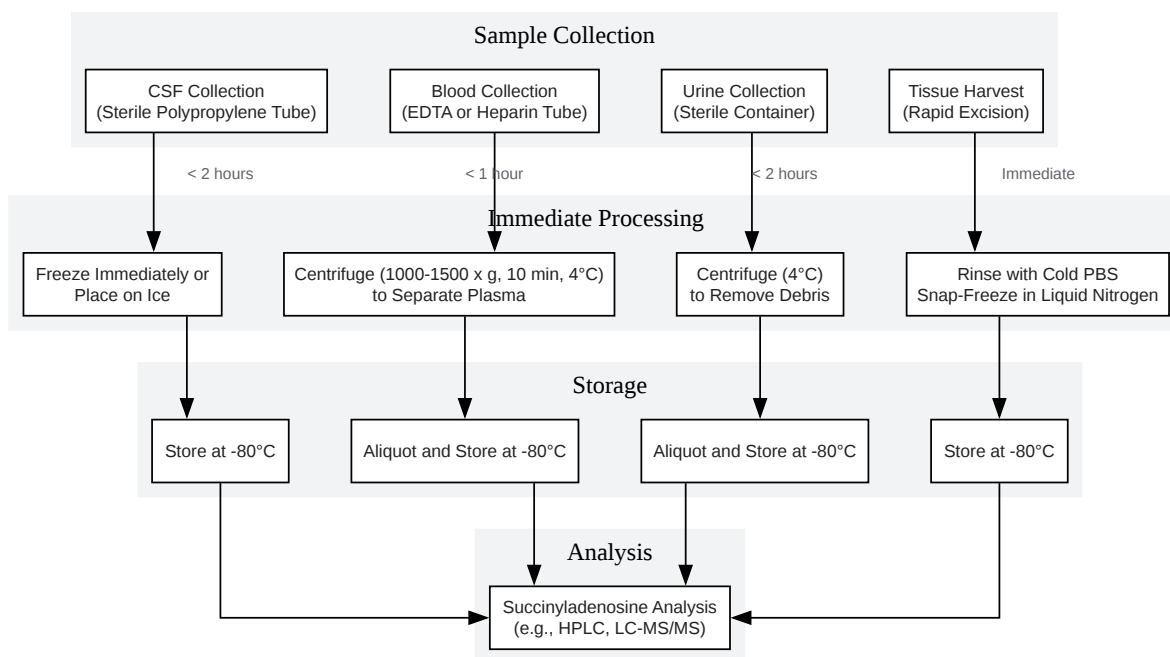 Sample Collection
CSF Collection
(Sterile Polypropylene Tube)
Blood Collection
(EDTA or Heparin Tube)
Urine Collection
(Sterile Container)
Tissue Harvest
(Rapid Excision)
< 2 hours
< 1 hour
< 2 hours
Immediate
Immediate Processing
Freeze Immediately or
Place on Ice
Centrifuge (1000-1500 x g, 10 min, 4°C)
to Separate Plasma
Centrifuge (4°C)
to Remove Debris
Rinse with Cold PBS
Snap-Freeze in Liquid Nitrogen
Storage
Store at -80°C
Aliquot and Store at -80°C
Aliquot and Store at -80°C
Store at -80°C
Analysis
Succinyladenosine Analysis
(e.g., HPLC, LC-MS/MS)